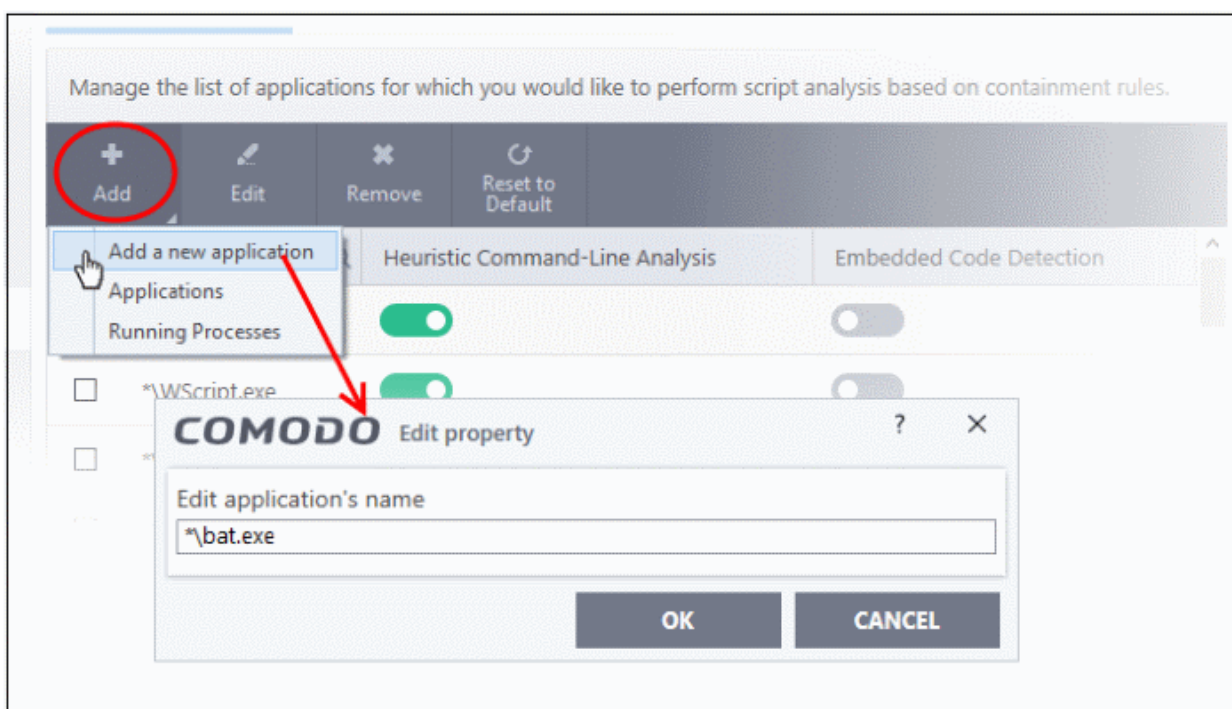 Manage the list of applications for which you would like to perform script analysis based on containment rules.
Add
Edit
Remove
Reset to
Default
Add a new application
Applications
Running Processes
Heuristic Command-Line Analysis
Embedded Code Detection
*\WScript.exe
COMODO Edit property
?
Edit application's name
*\bat.exe
OK
CANCEL